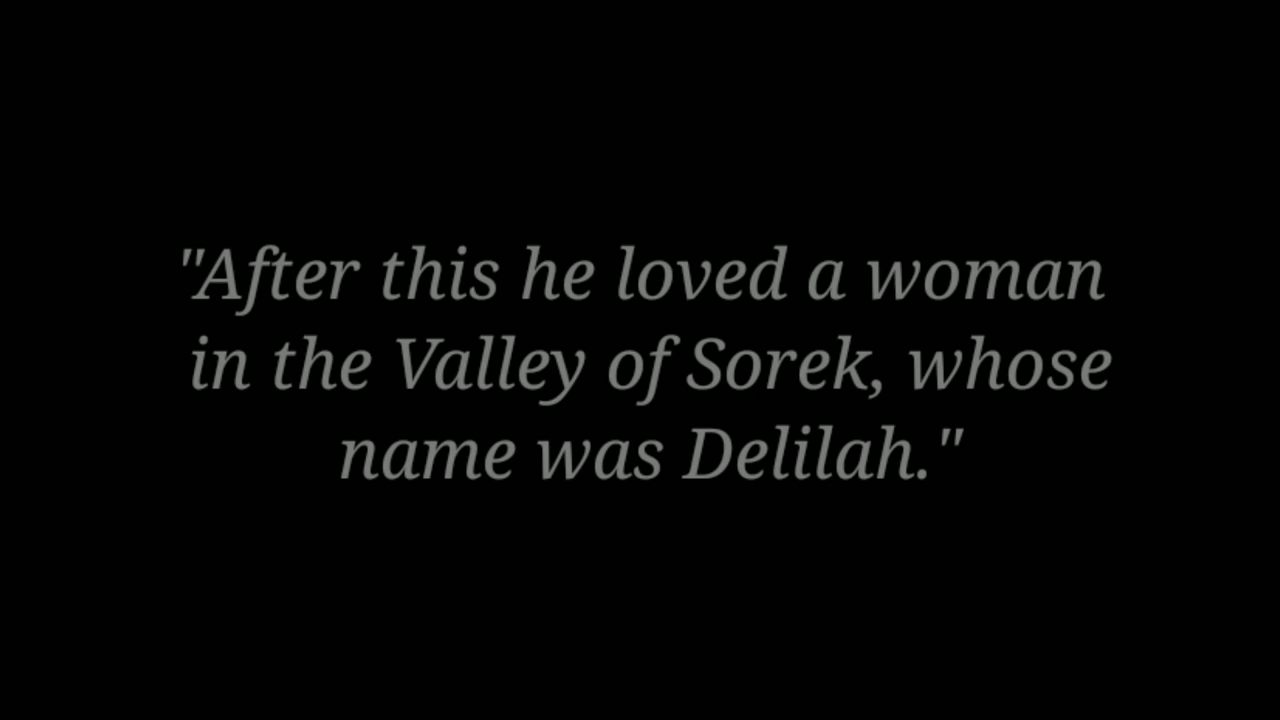 "After this he loved a woman
in the Valley of Sorek, whose
name was Delilah."